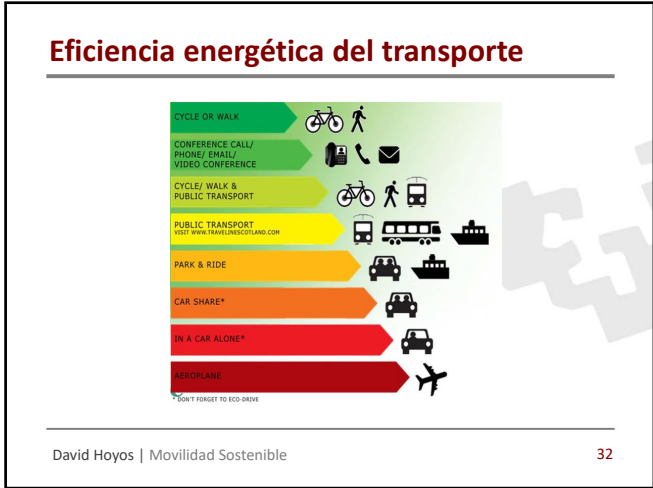 Eficiencia energética del transporte
CYCLE OR WALK
CONFERENCE CALL/
PHONE/ EMAIL/
VIDEO CONFERENCE
CYCLE/ WALK &
PUBLIC TRANSPORT
PUBLIC TRANSPORT
VISIT WWW.TRAVELINESCOTLAND.COM
PARK & RIDE
CAR SHARE*
IN A CAR ALONE*
AEROPLANE
* DON'T FORGET TO ECO-DRIVE
David Hoyos | Movilidad Sostenible
32